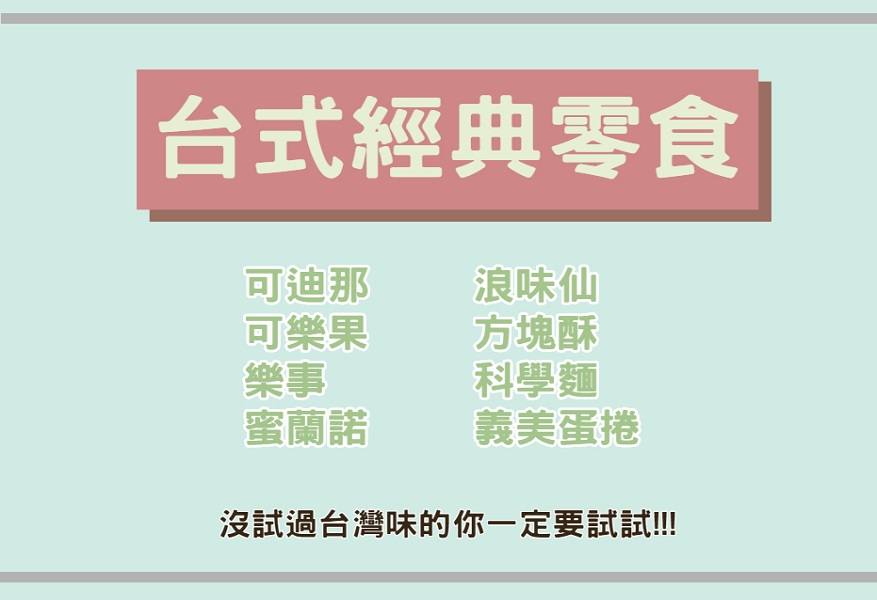 台式經典零食
可迪那
可樂果
樂事
蜜蘭諾
浪味仙
方塊酥
科學麵
義美蛋捲
沒試過台灣味的你一定要試試!!!